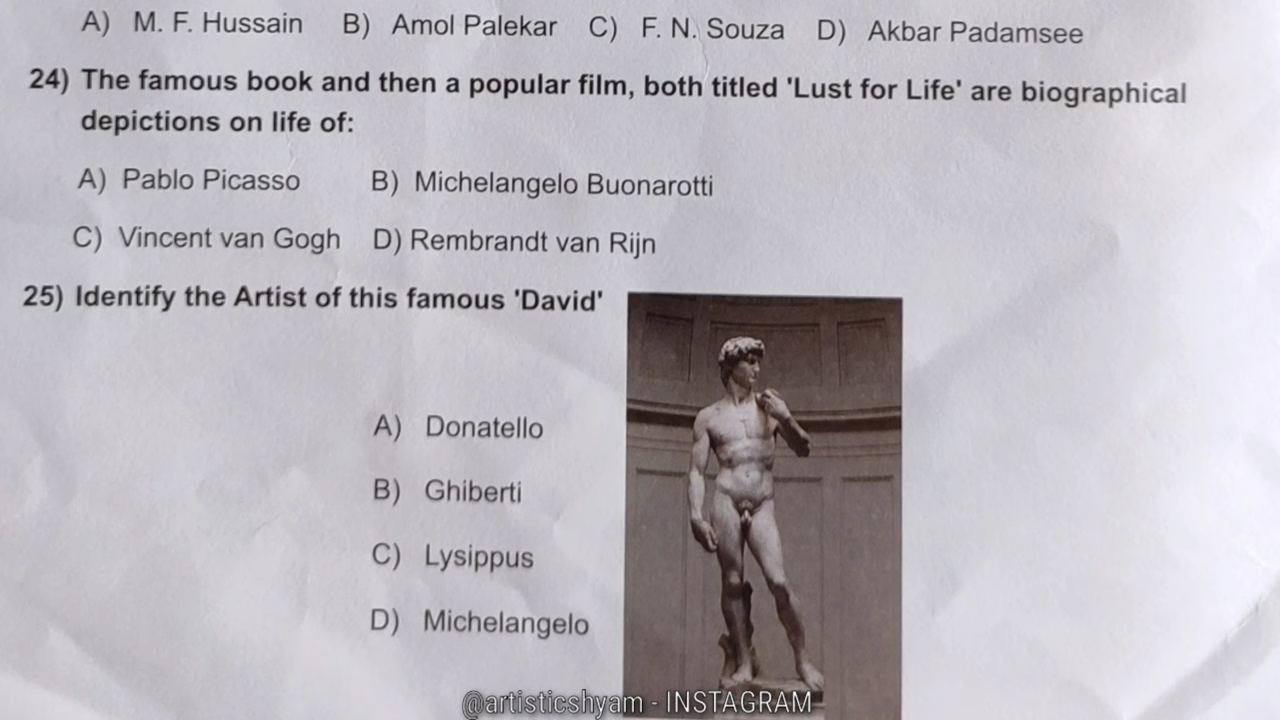 A) M. F. Hussain B) Amol Palekar C) F. N. Souza D) Akbar Padamsee
24) The famous book and then a popular film, both titled 'Lust for Life' are biographical
depictions on life of:
A) Pablo Picasso B) Michelangelo Buonarotti
C) Vincent van Gogh D) Rembrandt van Rijn
25) Identify the Artist of this famous 'David'
A) Donatello
B) Ghiberti
C) Lysippus
D) Michelangelo
@artisticshyam - INSTAGRAM